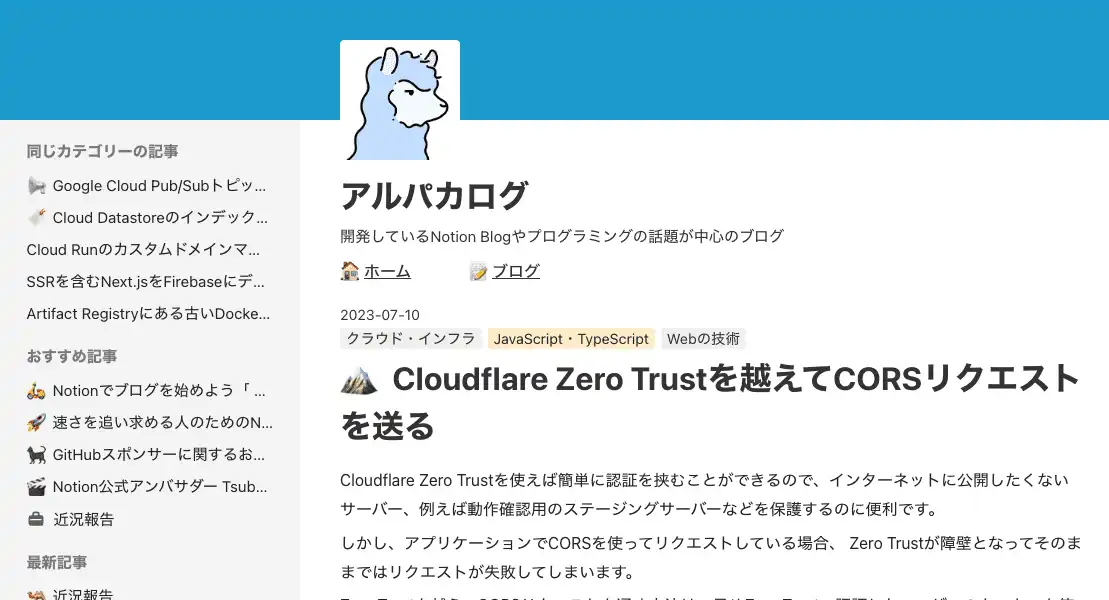 同じカテゴリーの記事
Google Cloud Pub/Subトピッ...
Cloud Datastoreのインデック...
Cloud Runのカスタムドメインマ...
SSRを含むNext.jsをFirebaseにデ...
Artifact Registryにある古いDocke...
おすすめ記事
Notionでブログを始めよう「 ...
速さを追い求める人のためのN...
GitHubスポンサーに関するお...
Notion公式アンバサダー Tsub...
近況報告
最新記事
近況報告
アルパカログ
開発しているNotion Blogやプログラミングの話題が中心のブログ
ホーム ブログ
2023-07-10
クラウド・インフラ JavaScript・TypeScript Webの技術
Cloudflare Zero Trustを越えてCORSリクエスト
を送る
Cloudflare Zero Trustを使えば簡単に認証を挟むことができるので、インターネットに公開したくない
サーバー、例えば動作確認用のステージングサーバーなどを保護するのに便利です。
しかし、アプリケーションでCORSを使ってリクエストしている場合、 Zero Trustが障壁となってそのま
まではリクエストが失敗してしまいます。